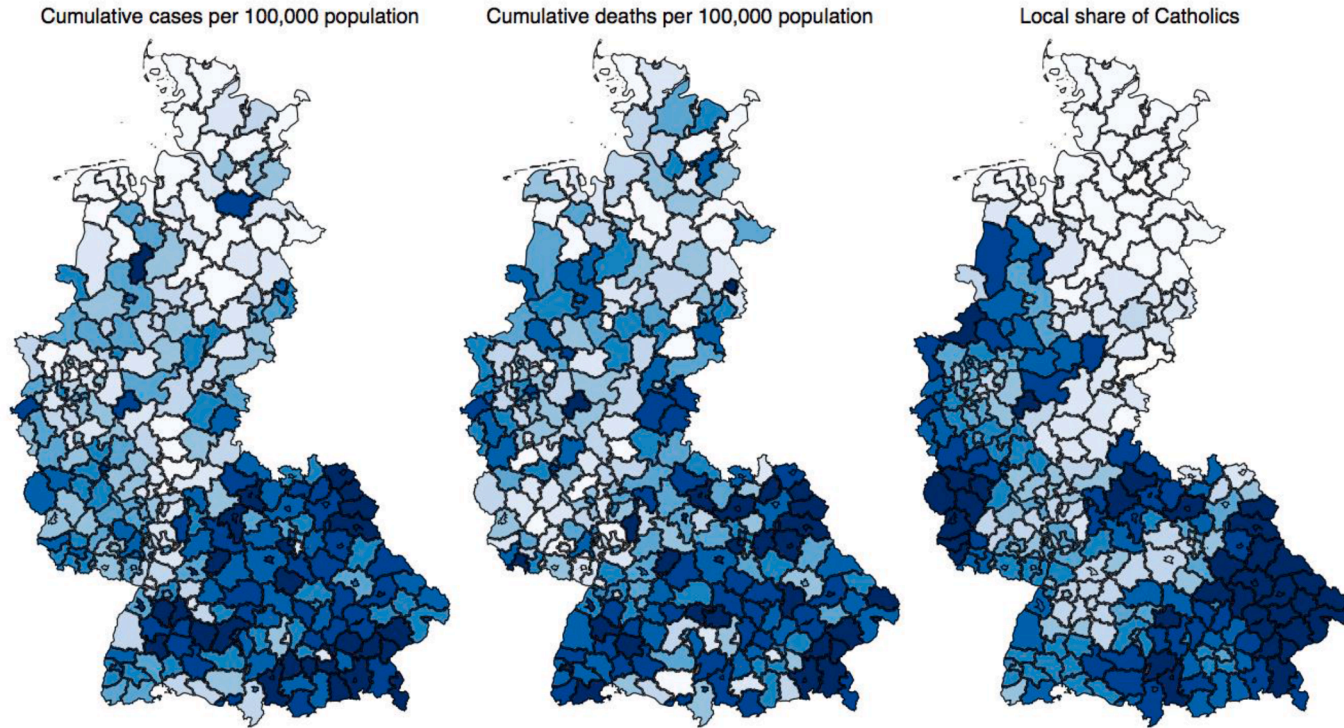 Cumulative cases per 100,000 population
Cumulative deaths per 100,000 population
Local share of Catholics